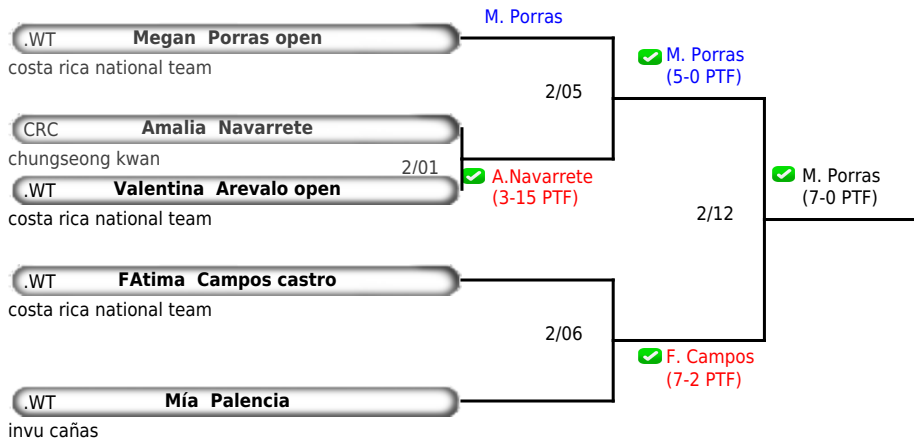 M. Porras
.WT Megan Porras open
costa rica national team
M. Porras
(5-0 PTF)
2/05
CRC Amalia Navarrete
chungseong kwan
2/01
A.Navarrete
(3-15 PTF)
.WT Valentina Arevalo open
costa rica national team
M. Porras
(7-0 PTF)
2/12
.WT FAtima Campos castro
costa rica national team
2/06
F. Campos
(7-2 PTF)
.WT Mía Palencia
invu cañas